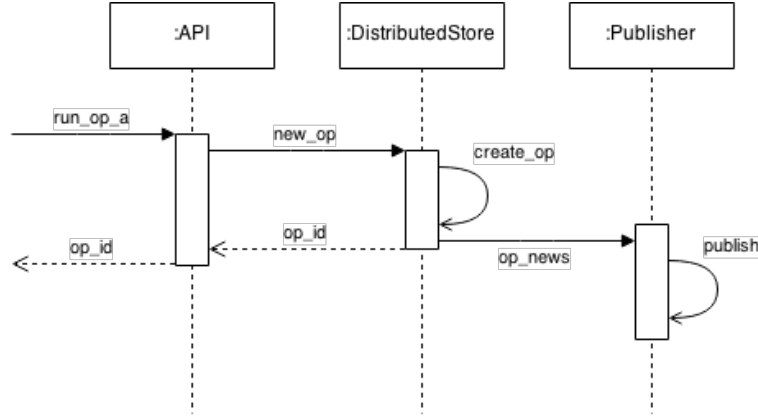 :API
:DistributedStore
:Publisher
run_op_a
new_op
create_op
op_id
op_id
op_news
publish